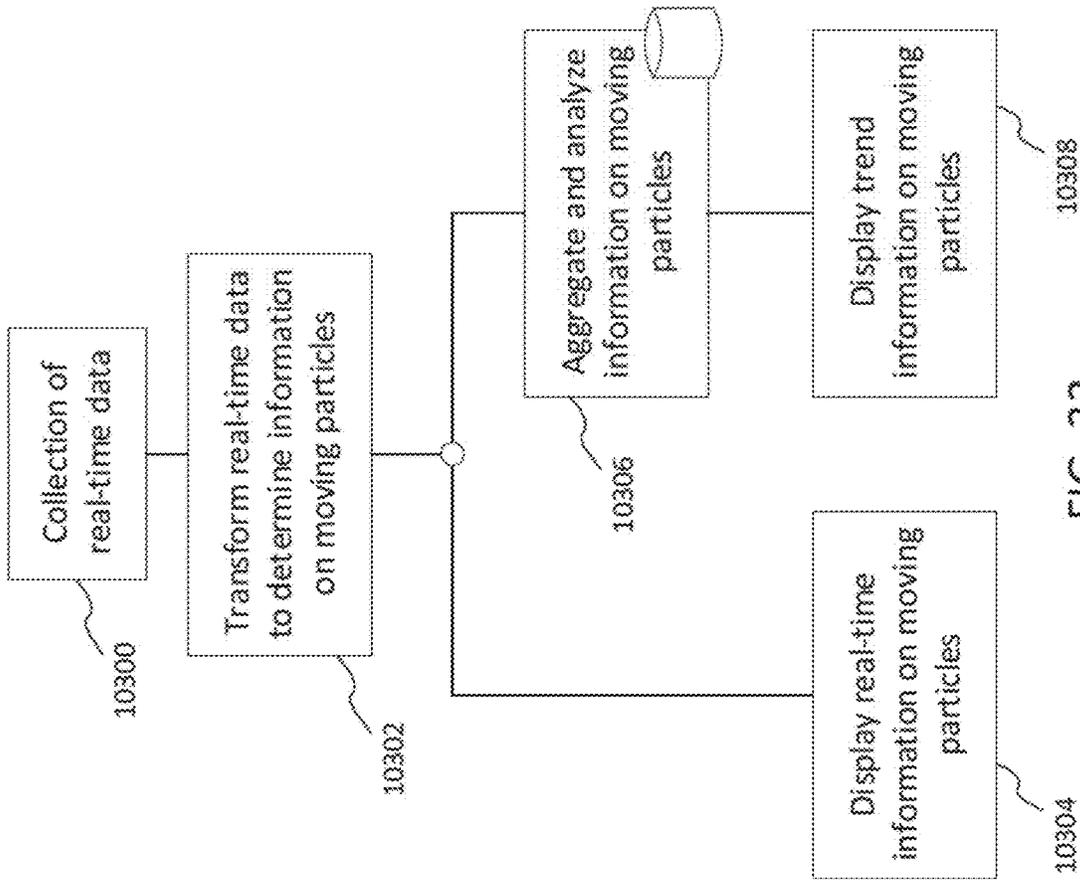 Collection of
real-time data
10300
Transform real-time data
to determine information
on moving particles
10302
Display real-time
information on moving
particles
10304
Aggregate and analyze
information on moving
particles
10306
Display trend
information on moving
particles
10308